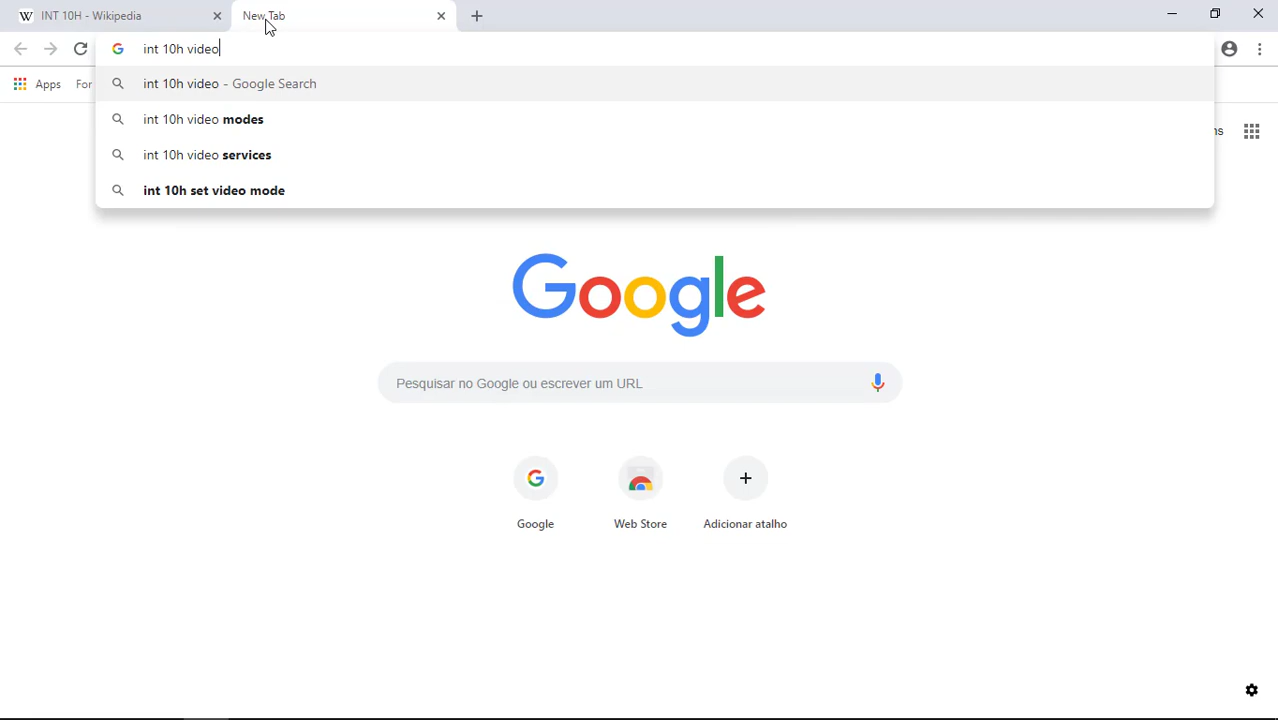 INT 10H - Wikipedia
New Tab
int 10h video
Apps For
int 10h video - Google Search
int 10h video modes
int 10h video services
int 10h set video mode
Google
Pesquisar no Google ou escrever um URL
Google Web Store Adicionar atalho